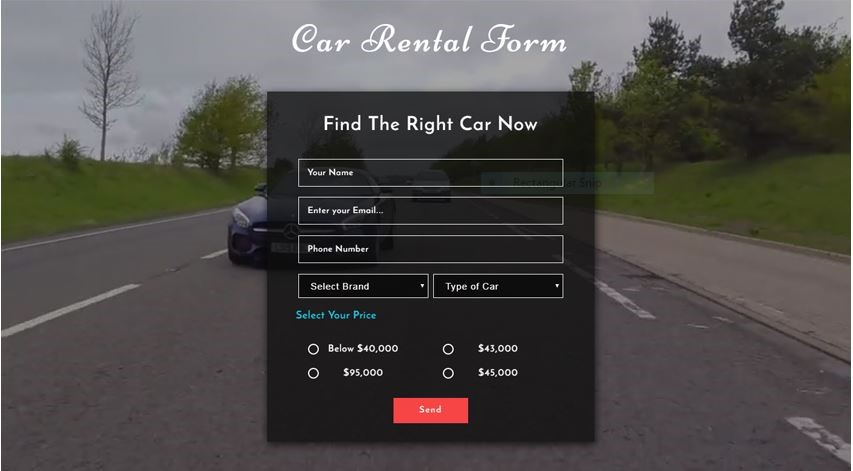 Car Rental Form
Find The Right Car Now
Your Name
Enter your Email...
Phone Number
Select Brand
Type of Car
Select Your Price
Below $40,000
$43,000
$95,000
$45,000
Send
Rectangular Snip